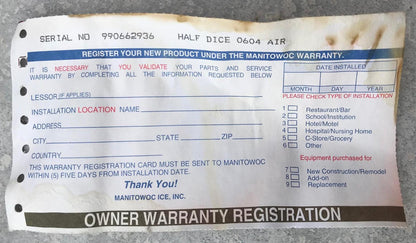 SERIAL NO 990662936 HALF DICE 0604 AIR
REGISTER YOUR NEW PRODUCT UNDER THE MANITOWOC WARRANTY.
IT IS NECESSARY THAT YOU VALIDATE YOUR PARTS AND SERVICE
WARRANTY BY COMPLETING ALL THE INFORMATION REQUESTED BELOW
LESSOR (IF APPLIES)
INSTALLATION LOCATION NAME
ADDRESS
CITY STATE ZIP
COUNTRY
THIS WARRANTY REGISTRATION CARD MUST BE SENT TO MANITOWOC
WITHIN (5) FIVE DAYS FROM INSTALLATION DATE.
Thank You!
MANITOWOC ICE, INC.
DATE INSTALLED
MONTH DAY YEAR
PLEASE CHECK TYPE OF INSTALLATION
1 Restaurant/Bar
2 School/Institution
3 Hotel/Motel
4 Hospital/Nursing Home
5 C-Store/Grocery
6 Other
Equipment purchased for
7 New Construction/Remodel
8 Add-on
9 Replacement
OWNER WARRANTY REGISTRATION